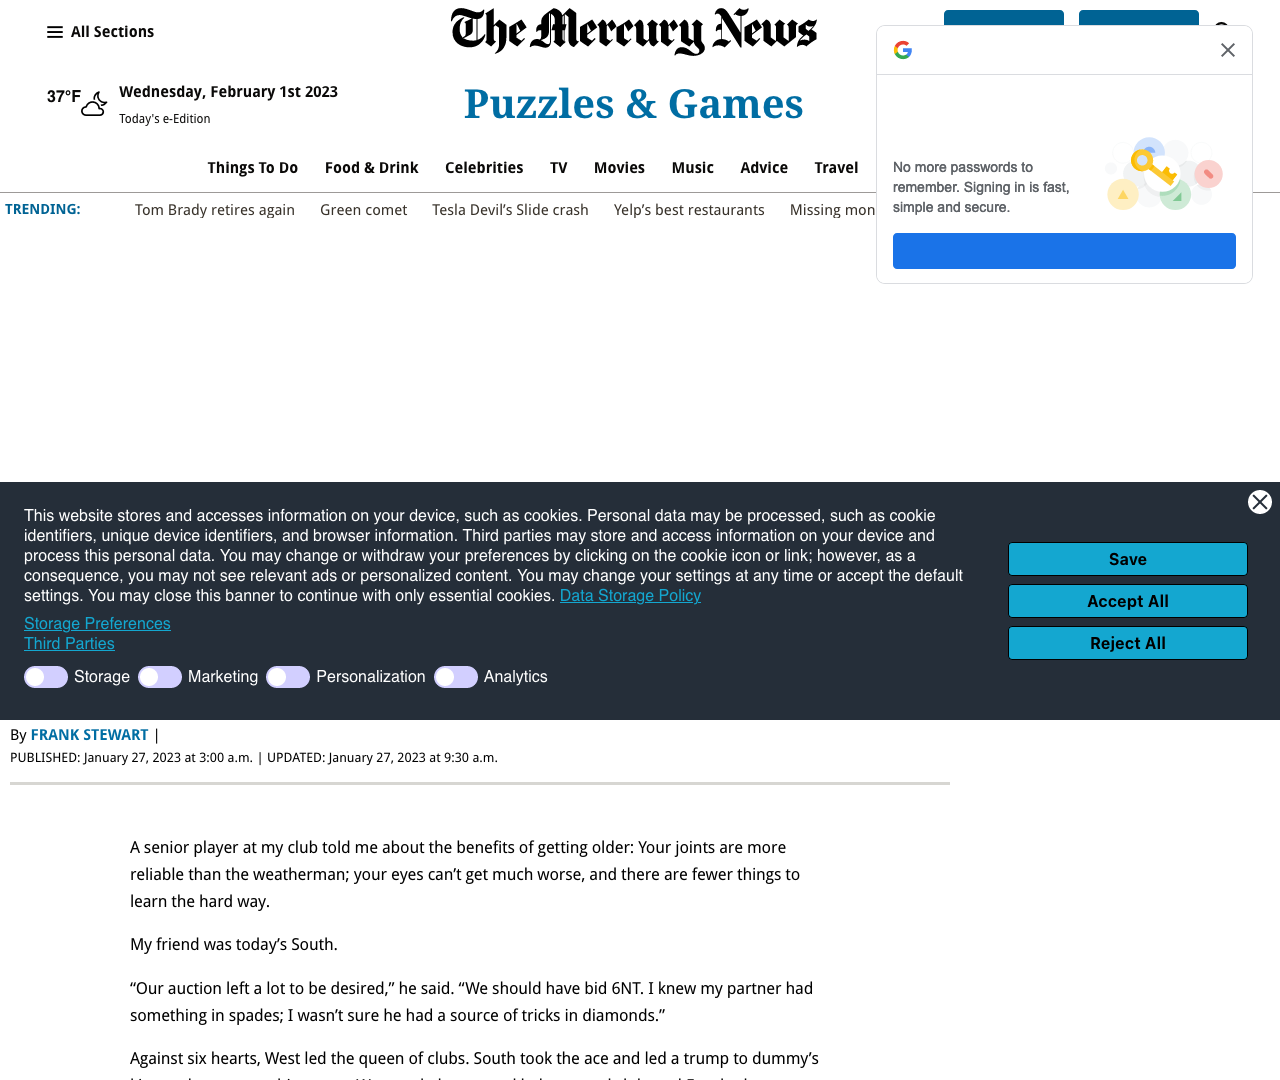 All Sections
The Mercury News
37°F
Wednesday, February 1st 2023
Today's e-Edition
Puzzles & Games
Things To Do Food & Drink Celebrities TV Movies Music Advice Travel
TRENDING: Tom Brady retires again Green comet Tesla Devil’s Slide crash Yelp’s best restaurants Missing mon
No more passwords to
remember. Signing in is fast,
simple and secure.
This website stores and accesses information on your device, such as cookies. Personal data may be processed, such as cookie
identifiers, unique device identifiers, and browser information. Third parties may store and access information on your device and
process this personal data. You may change or withdraw your preferences by clicking on the cookie icon or link; however, as a
consequence, you may not see relevant ads or personalized content. You may change your settings at any time or accept the default
settings. You may close this banner to continue with only essential cookies. Data Storage Policy
Storage Preferences
Third Parties
Storage Marketing Personalization Analytics
Save
Accept All
Reject All
By FRANK STEWART |
PUBLISHED: January 27, 2023 at 3:00 a.m. | UPDATED: January 27, 2023 at 9:30 a.m.
A senior player at my club told me about the benefits of getting older: Your joints are more
reliable than the weatherman; your eyes can’t get much worse, and there are fewer things to
learn the hard way.
My friend was today’s South.
“Our auction left a lot to be desired,” he said. “We should have bid 6NT. I knew my partner had
something in spades; I wasn’t sure he had a source of tricks in diamonds.”
Against six hearts, West led the queen of clubs. South took the ace and led a trump to dummy’s